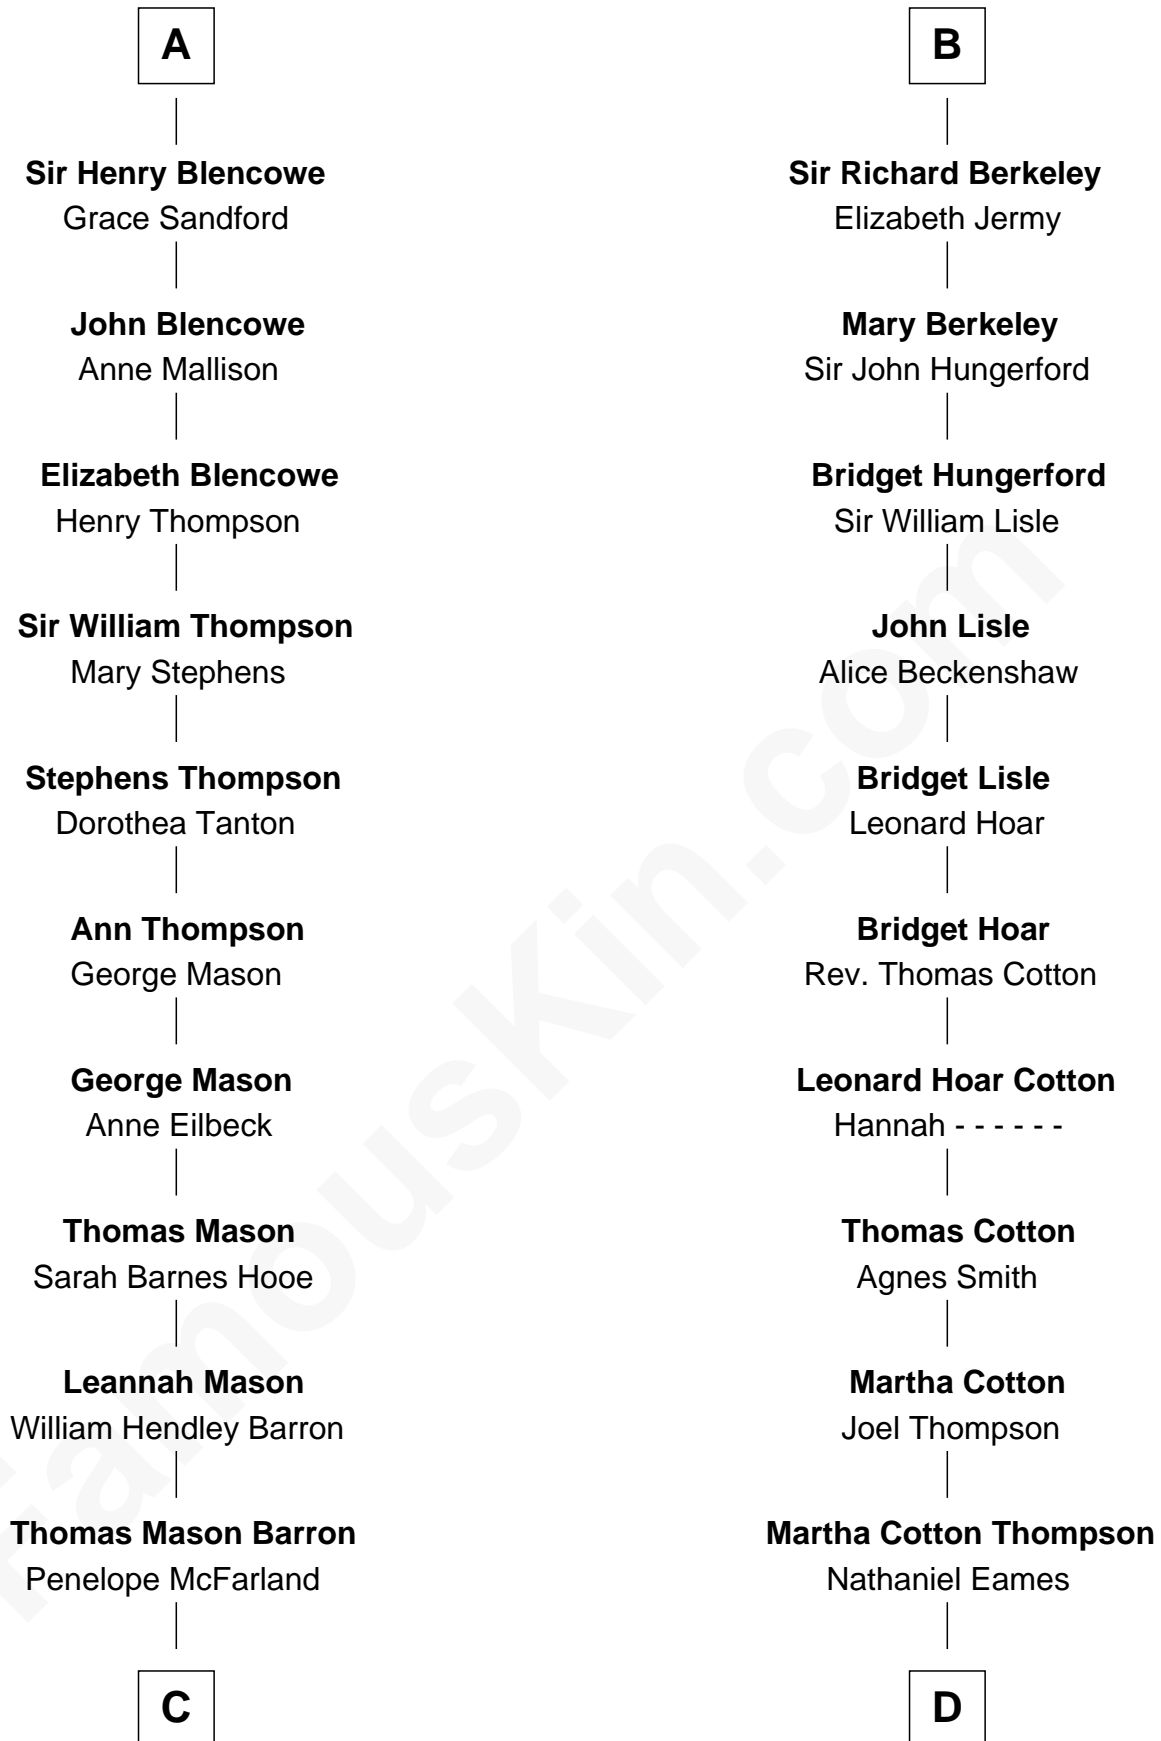 A
Sir Henry Blencowe
Grace Sandford
John Blencowe
Anne Mallison
Elizabeth Blencowe
Henry Thompson
Sir William Thompson
Mary Stephens
Stephens Thompson
Dorothea Tanton
Ann Thompson
George Mason
George Mason
Anne Eilbeck
Thomas Mason
Sarah Barnes Hooe
Leannah Mason
William Hendley Barron
Thomas Mason Barron
Penelope McFarland
C
B
Sir Richard Berkeley
Elizabeth Jermy
Mary Berkeley
Sir John Hungerford
Bridget Hungerford
Sir William Lisle
John Lisle
Alice Beckenshaw
Bridget Lisle
Leonard Hoar
Bridget Hoar
Rev. Thomas Cotton
Leonard Hoar Cotton
Hannah - - - - - -
Thomas Cotton
Agnes Smith
Martha Cotton
Joel Thompson
Martha Cotton Thompson
Nathaniel Eames
D
FamousKin.com